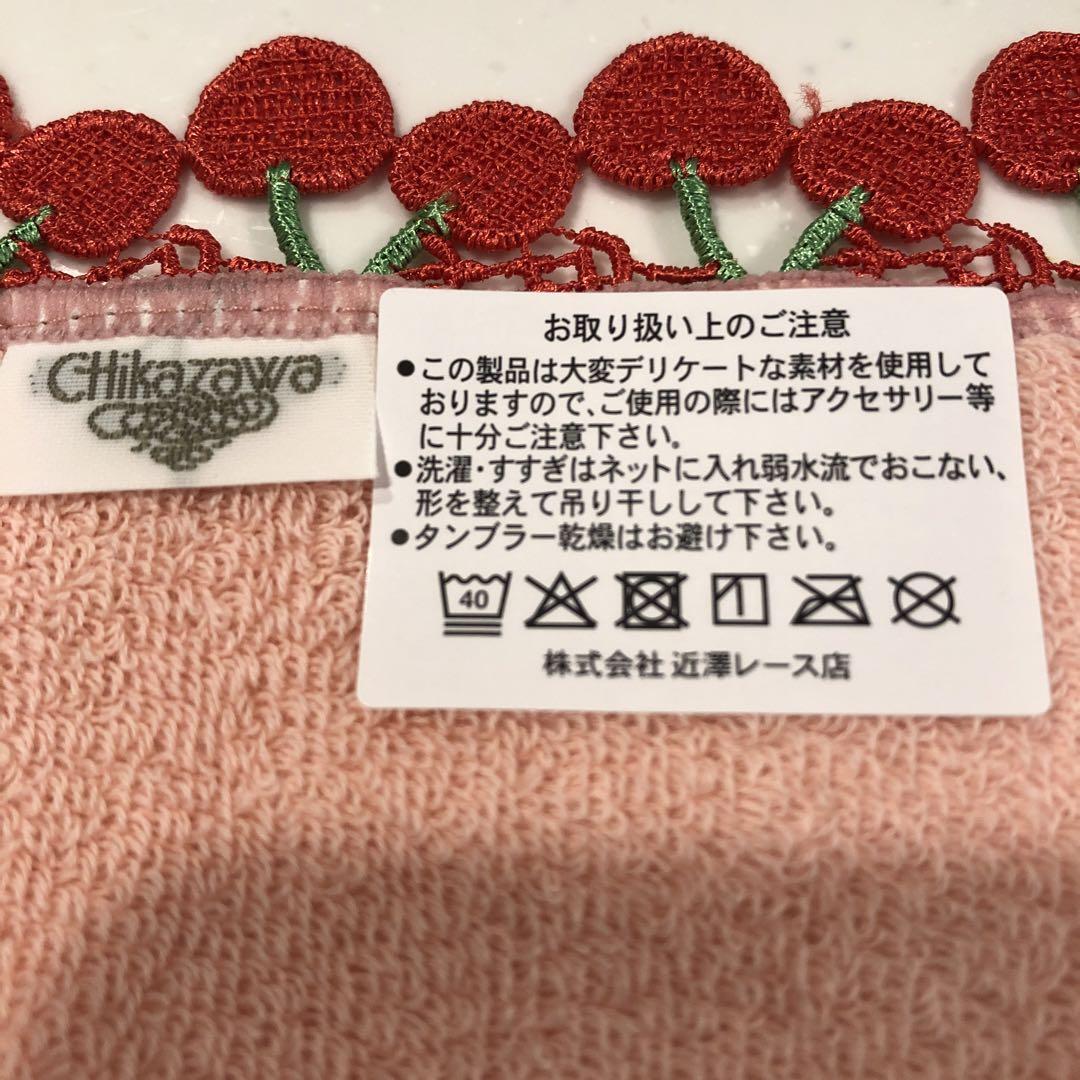 CHikazawa
お取り扱い上のご注意
●この製品は大変デリケートな素材を使用して
おりますので、ご使用の際にはアクセサリー等
に十分ご注意下さい。
●洗濯・すすぎはネットに入れ弱水流でおこない、
形を整えて吊り干しして下さい。
●タンブラー乾燥はお避け下さい。
40
株式会社 近澤レース店